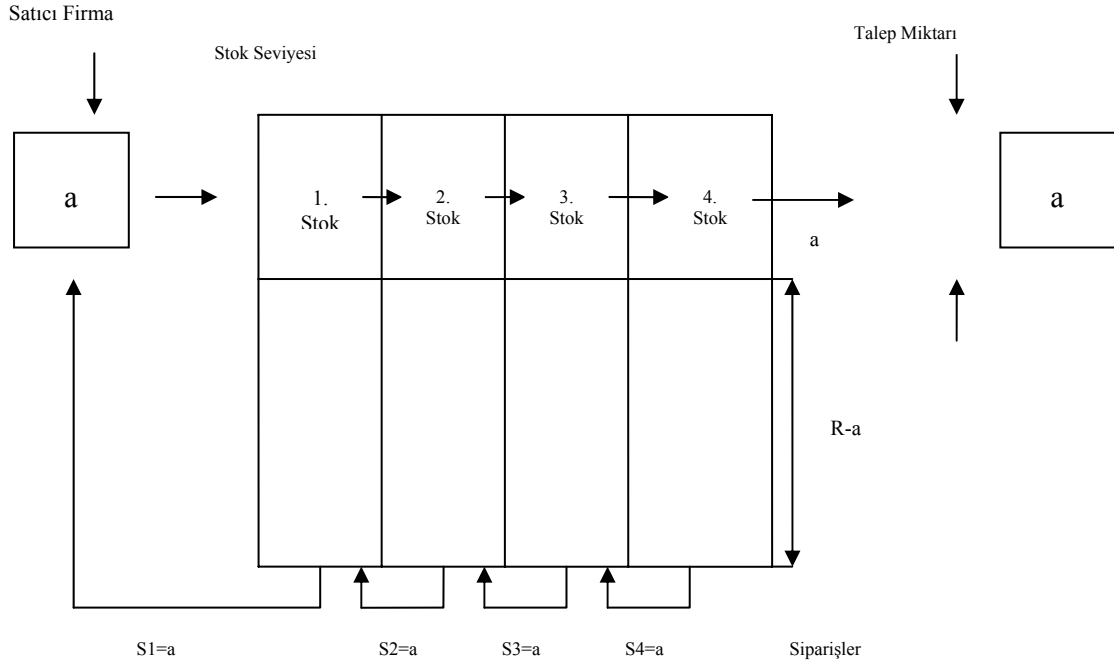 Satıcı Firma
Stok Seviyesi
Talep Miktarı
a
1.
Stok
2.
Stok
3.
Stok
4.
Stok
a
a
R-a
S1=a
S2=a
S3=a
S4=a
Siparişler